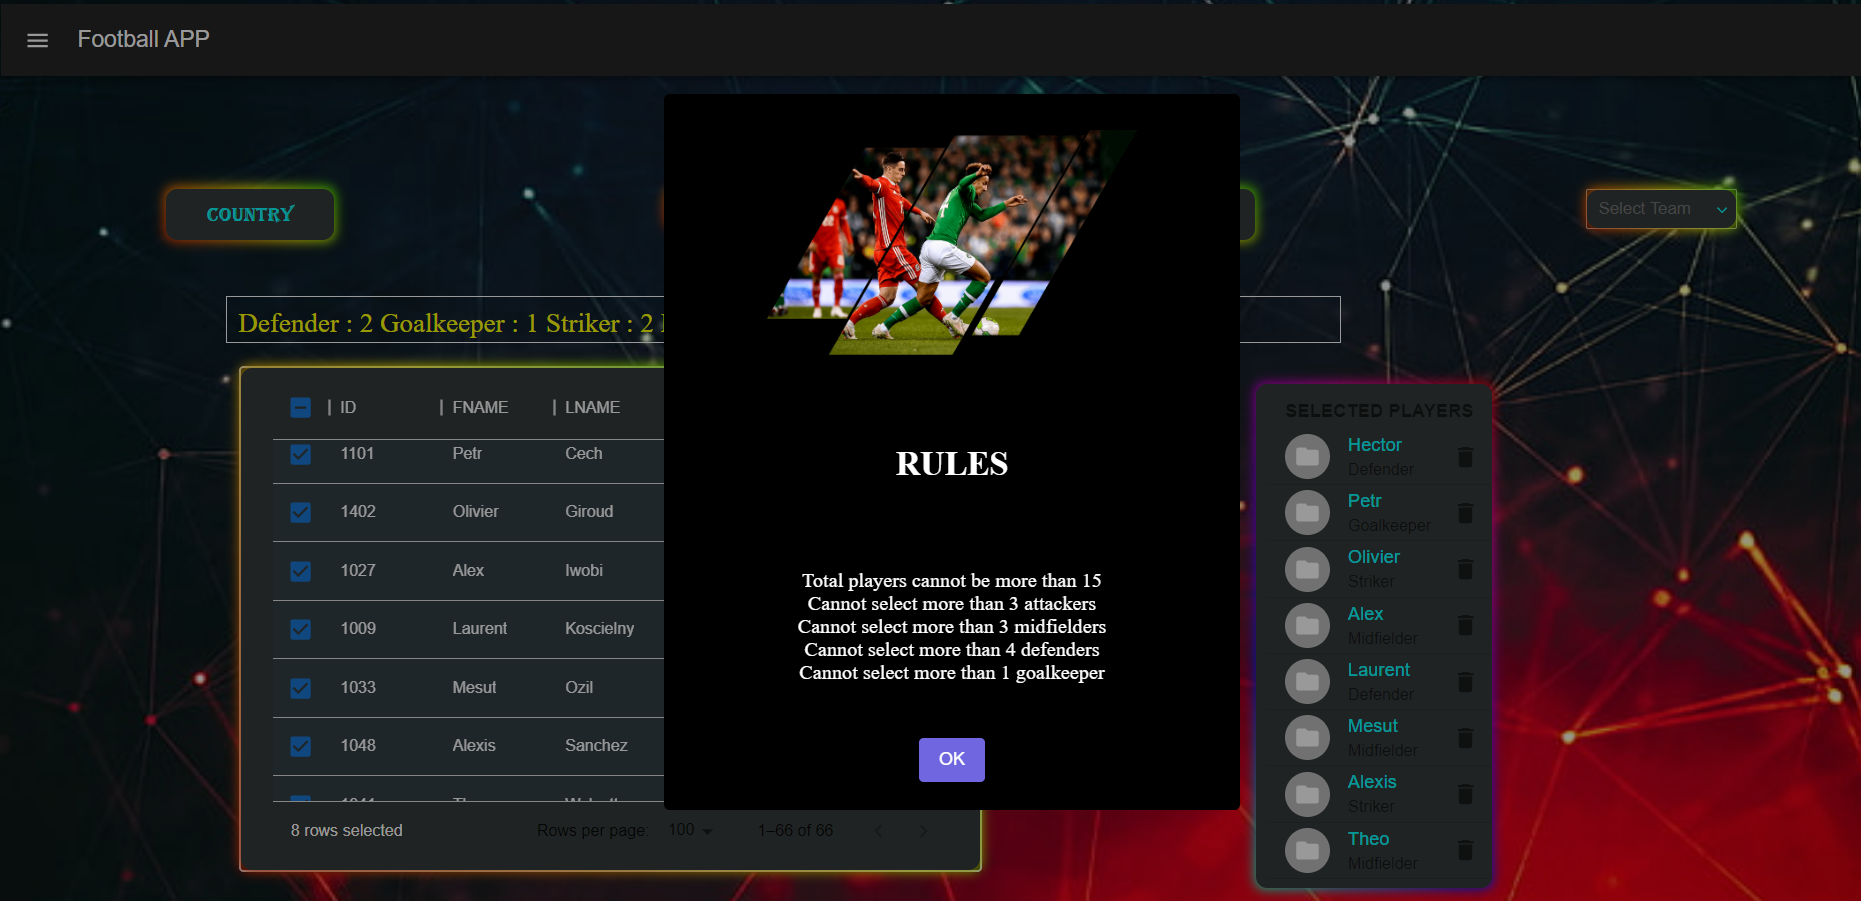 Football APP
COUNTRY
Select Team
Defender : 2 Goalkeeper : 1 Striker : 2
ID FNAME LNAME
1101 Petr Cech
1402 Olivier Giroud
1027 Alex Iwobi
1009 Laurent Koscielny
1033 Mesut Ozil
1048 Alexis Sanchez
8 rows selected Rows per page: 100 1–66 of 66
RULES
Total players cannot be more than 15
Cannot select more than 3 attackers
Cannot select more than 3 midfielders
Cannot select more than 4 defenders
Cannot select more than 1 goalkeeper
OK
SELECTED PLAYERS
Hector
Defender
Petr
Goalkeeper
Olivier
Striker
Alex
Midfielder
Laurent
Defender
Mesut
Midfielder
Alexis
Striker
Theo
Midfielder